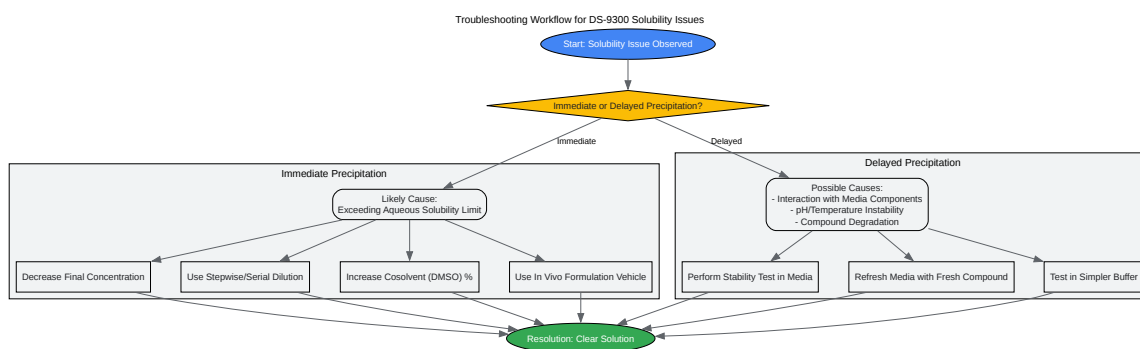 Troubleshooting Workflow for DS-9300 Solubility Issues
Start: Solubility Issue Observed
Immediate or Delayed Precipitation?
Immediate
Delayed
Immediate Precipitation
Likely Cause:
Exceeding Aqueous Solubility Limit
Decrease Final Concentration
Use Stepwise/Serial Dilution
Increase Cosolvent (DMSO) %
Use In Vivo Formulation Vehicle
Delayed Precipitation
Possible Causes:
- Interaction with Media Components
- pH/Temperature Instability
- Compound Degradation
Perform Stability Test in Media
Refresh Media with Fresh Compound
Test in Simpler Buffer
Resolution: Clear Solution